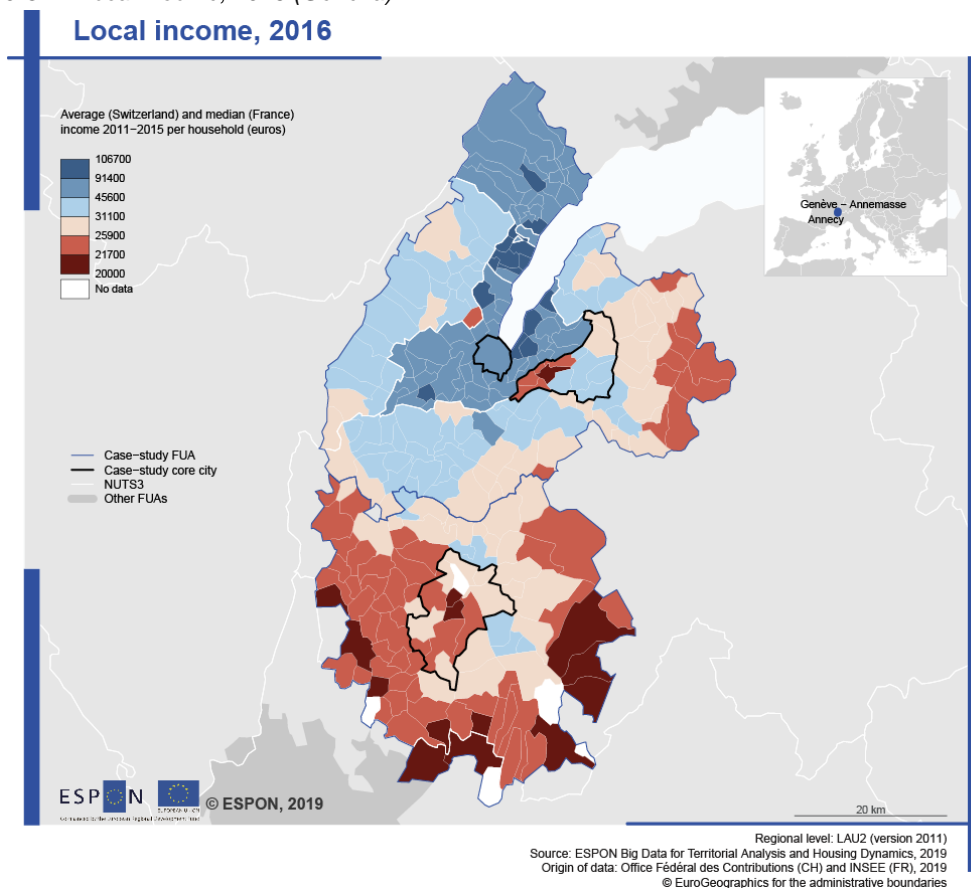 Local income, 2016
Average (Switzerland) and median (France)
income 2011−2015 per household (euros)
106700
91400
45600
31100
25900
21700
20000
No data
Genève − Annemasse
Annecy
Case−study FUA
Case−study core city
NUTS3
Other FUAs
ESPON
© ESPON, 2019
20 km
Regional level: LAU2 (version 2011)
Source: ESPON Big Data for Territorial Analysis and Housing Dynamics, 2019
Origin of data: Office Fédéral des Contributions (CH) and INSEE (FR), 2019
© EuroGeographics for the administrative boundaries